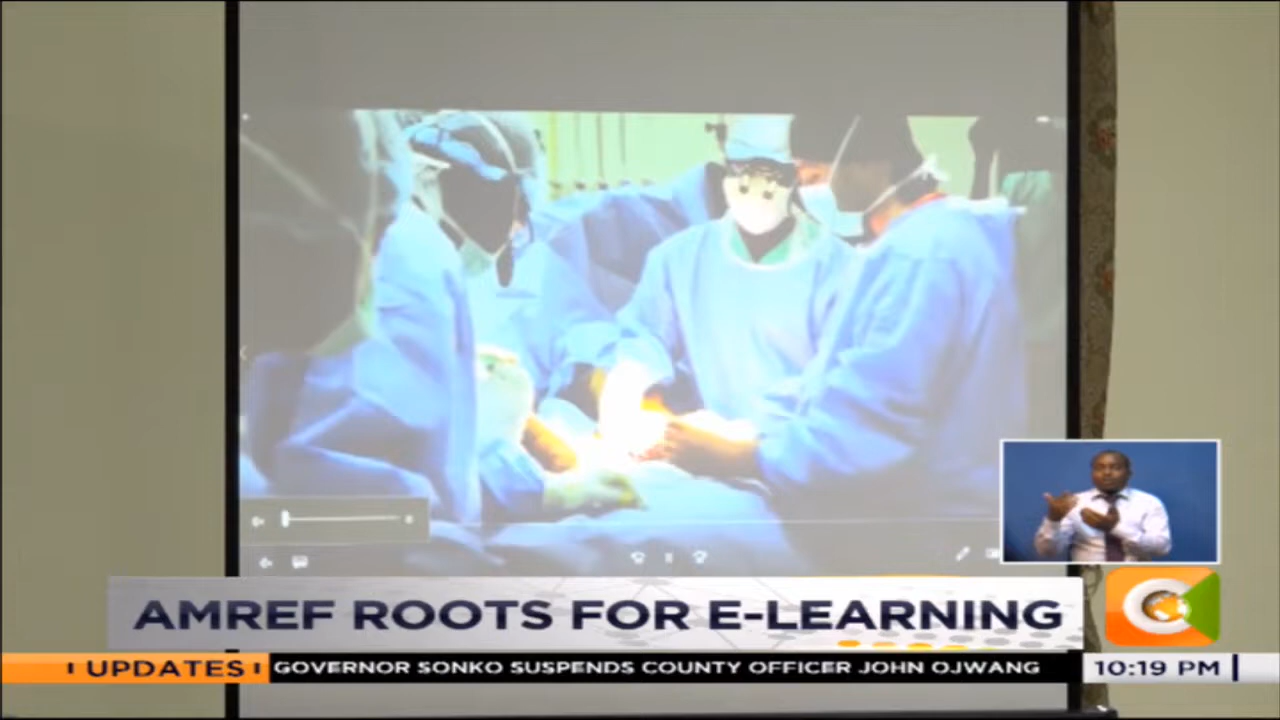 AMREF ROOTS FOR E-LEARNING
UPDATES
GOVERNOR SONKO SUSPENDS COUNTY OFFICER JOHN OJWANG
10:19 PM